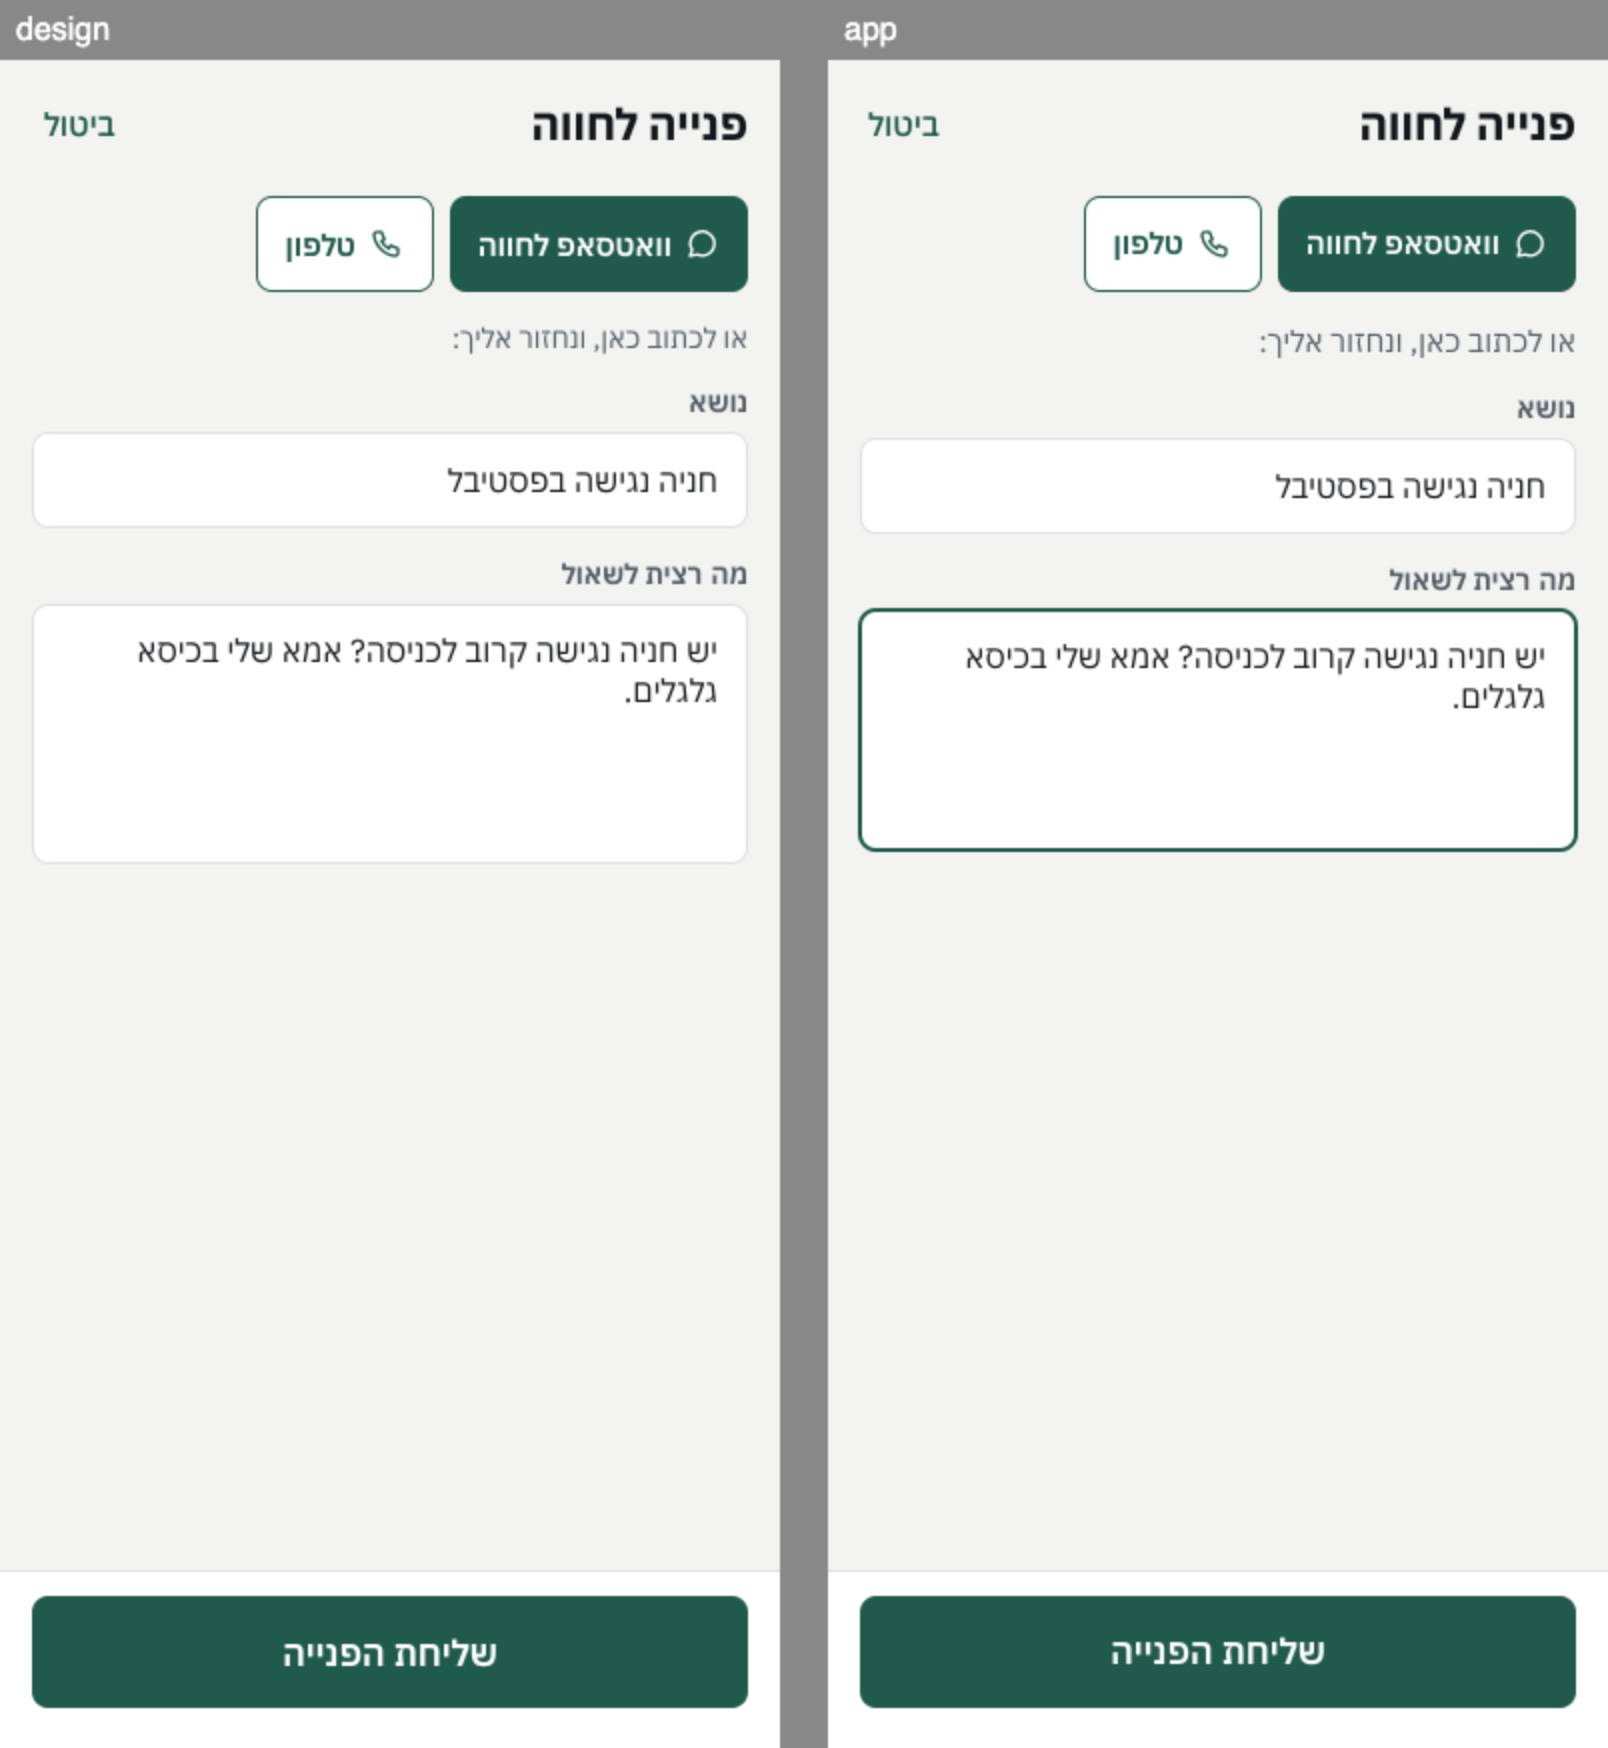 design
פנייה לחווה
ביטול
וואטסאפ לחווה
טלפון
או לכתוב כאן, ונחזור אליך:
נושא
חניה נגישה בפסטיבל
מה רצית לשאול
יש חניה נגישה קרוב לכניסה? אמא שלי בכיסא
גלגלים.
שליחת הפנייה
app
פנייה לחווה
ביטול
וואטסאפ לחווה
טלפון
או לכתוב כאן, ונחזור אליך:
נושא
חניה נגישה בפסטיבל
מה רצית לשאול
יש חניה נגישה קרוב לכניסה? אמא שלי בכיסא
גלגלים.
שליחת הפנייה